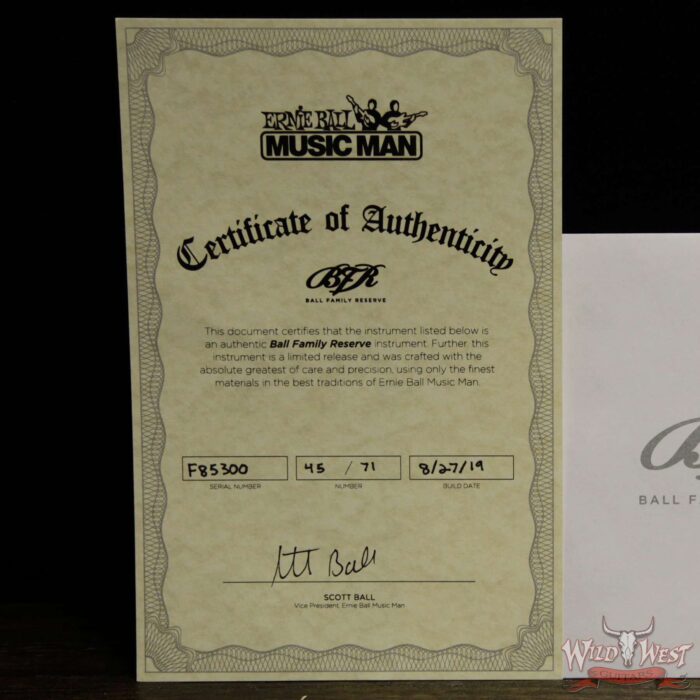 ERNIE BALL
MUSIC MAN
Certificate of Authenticity
BFR
BALL FAMILY RESERVE
This document certifies that the instrument listed below is
an authentic Ball Family Reserve instrument. Further, this
instrument is a limited release and was crafted with the
absolute greatest of care and precision, using only the finest
materials in the best traditions of Ernie Ball Music Man.
F85300 45 / 71 8/27/19
SERIAL NUMBER NUMBER BUILD DATE
Scott Ball
SCOTT BALL
Vice President, Ernie Ball Music Man
B
BALL F
WILD WEST
GUITARS